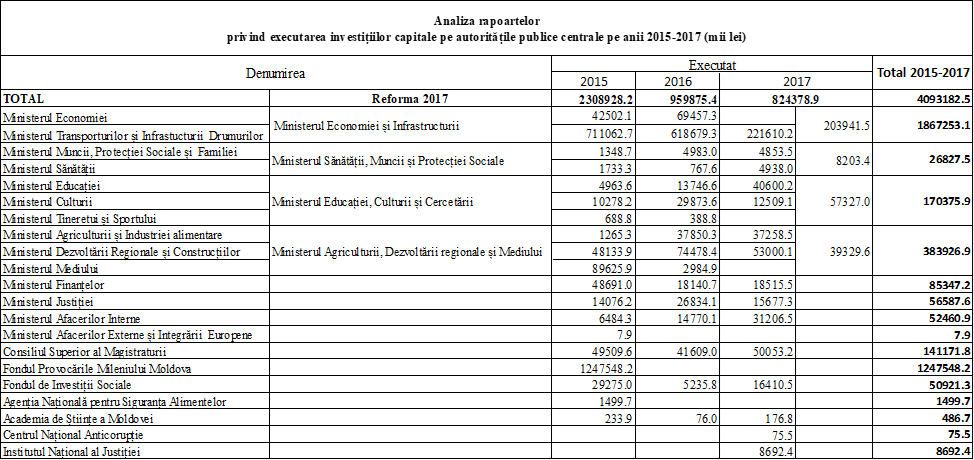 Analiza rapoartelor
privind executarea investițiilor capitale pe autoritățile publice centrale pe anii 2015-2017 (mii lei)
Denumirea Executat Total 2015-2017
2015 2016 2017
TOTAL Reforma 2017 2308928.2 959875.4 824378.9 4093182.5
Ministerul Economiei Ministerul Economiei și Infrastructurii 42502.1 69457.3 203941.5 1867253.1
Ministerul Transporturilor și Infrastucturii Drumurilor 711062.7 618679.3 221610.2
Ministerul Muncii, Protecției Sociale și Familiei Ministerul Sănătății, Muncii și Protecției Sociale 1348.7 4983.0 4853.5 8203.4 26827.5
Ministerul Sănătății 1733.3 767.6 4938.0
Ministerul Educației Ministerul Educației, Culturii și Cercetării 4963.6 13746.6 40600.2 57327.0 170375.9
Ministerul Culturii 10278.2 29873.6 12509.1
Ministerul Tineretui și Sportului 688.8 388.8
Ministerul Agriculturii și Industriei alimentare Ministerul Agriculturii, Dezvoltării regionale și Mediului 1265.3 37850.3 37258.5 39329.6 383926.9
Ministerul Dezvoltării Regionale și Construcțiilor 48133.9 74478.4 53000.1
Ministerul Mediului 89625.9 2984.9
Ministerul Finanțelor 48691.0 18140.7 18515.5 85347.2
Ministerul Justiției 14076.2 26834.1 15677.3 56587.6
Ministerul Afacerilor Interne 6484.3 14770.1 31206.5 52460.9
Ministerul Afacerilor Externe și Integrării Europene 7.9 7.9
Consiliul Superior al Magistraturii 49509.6 41609.0 50053.2 141171.8
Fondul Provocările Mileniului Moldova 1247548.2 1247548.2
Fondul de Investiții Sociale 29275.0 5235.8 16410.5 50921.3
Agenția Națională pentru Siguranța Alimentelor 1499.7 1499.7
Academia de Științe a Moldovei 233.9 76.0 176.8 486.7
Centrul Național Anticorupție 75.5 75.5
Institutul Național al Justiției 8692.4 8692.4